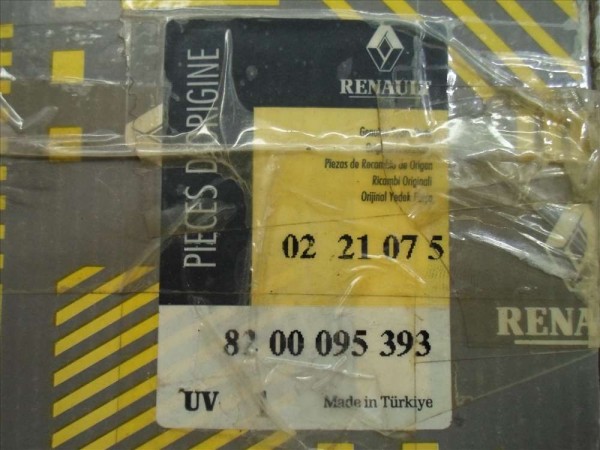 RENAULT
PIECES D'ORIGINE
Piezas de Recambio de Origen
Ricambi Originali
Orijinal Yedek Parça
02 21 07 5
82 00 095 393
UV
Made in Türkiye
RENA